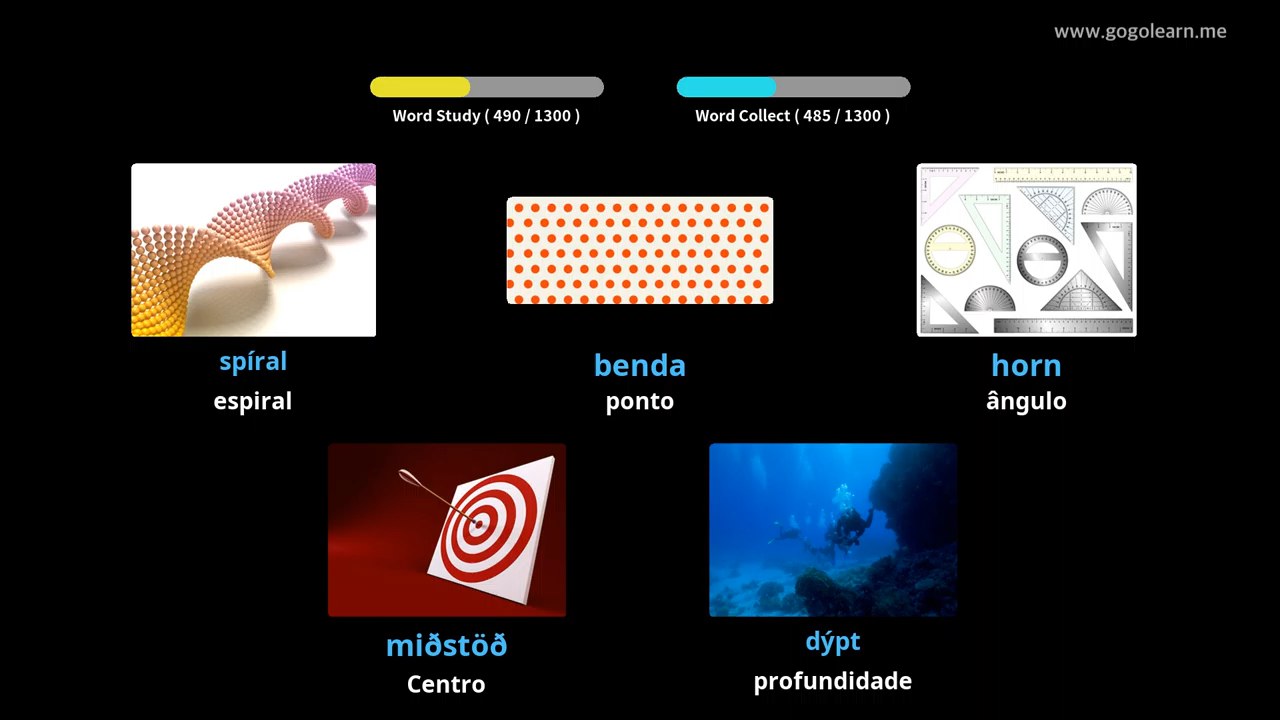 www.gogolearn.me
Word Study ( 490 / 1300 )
Word Collect ( 485 / 1300 )
spíral
espiral
benda
ponto
horn
ângulo
miðstöð
Centro
dýpt
profundidade